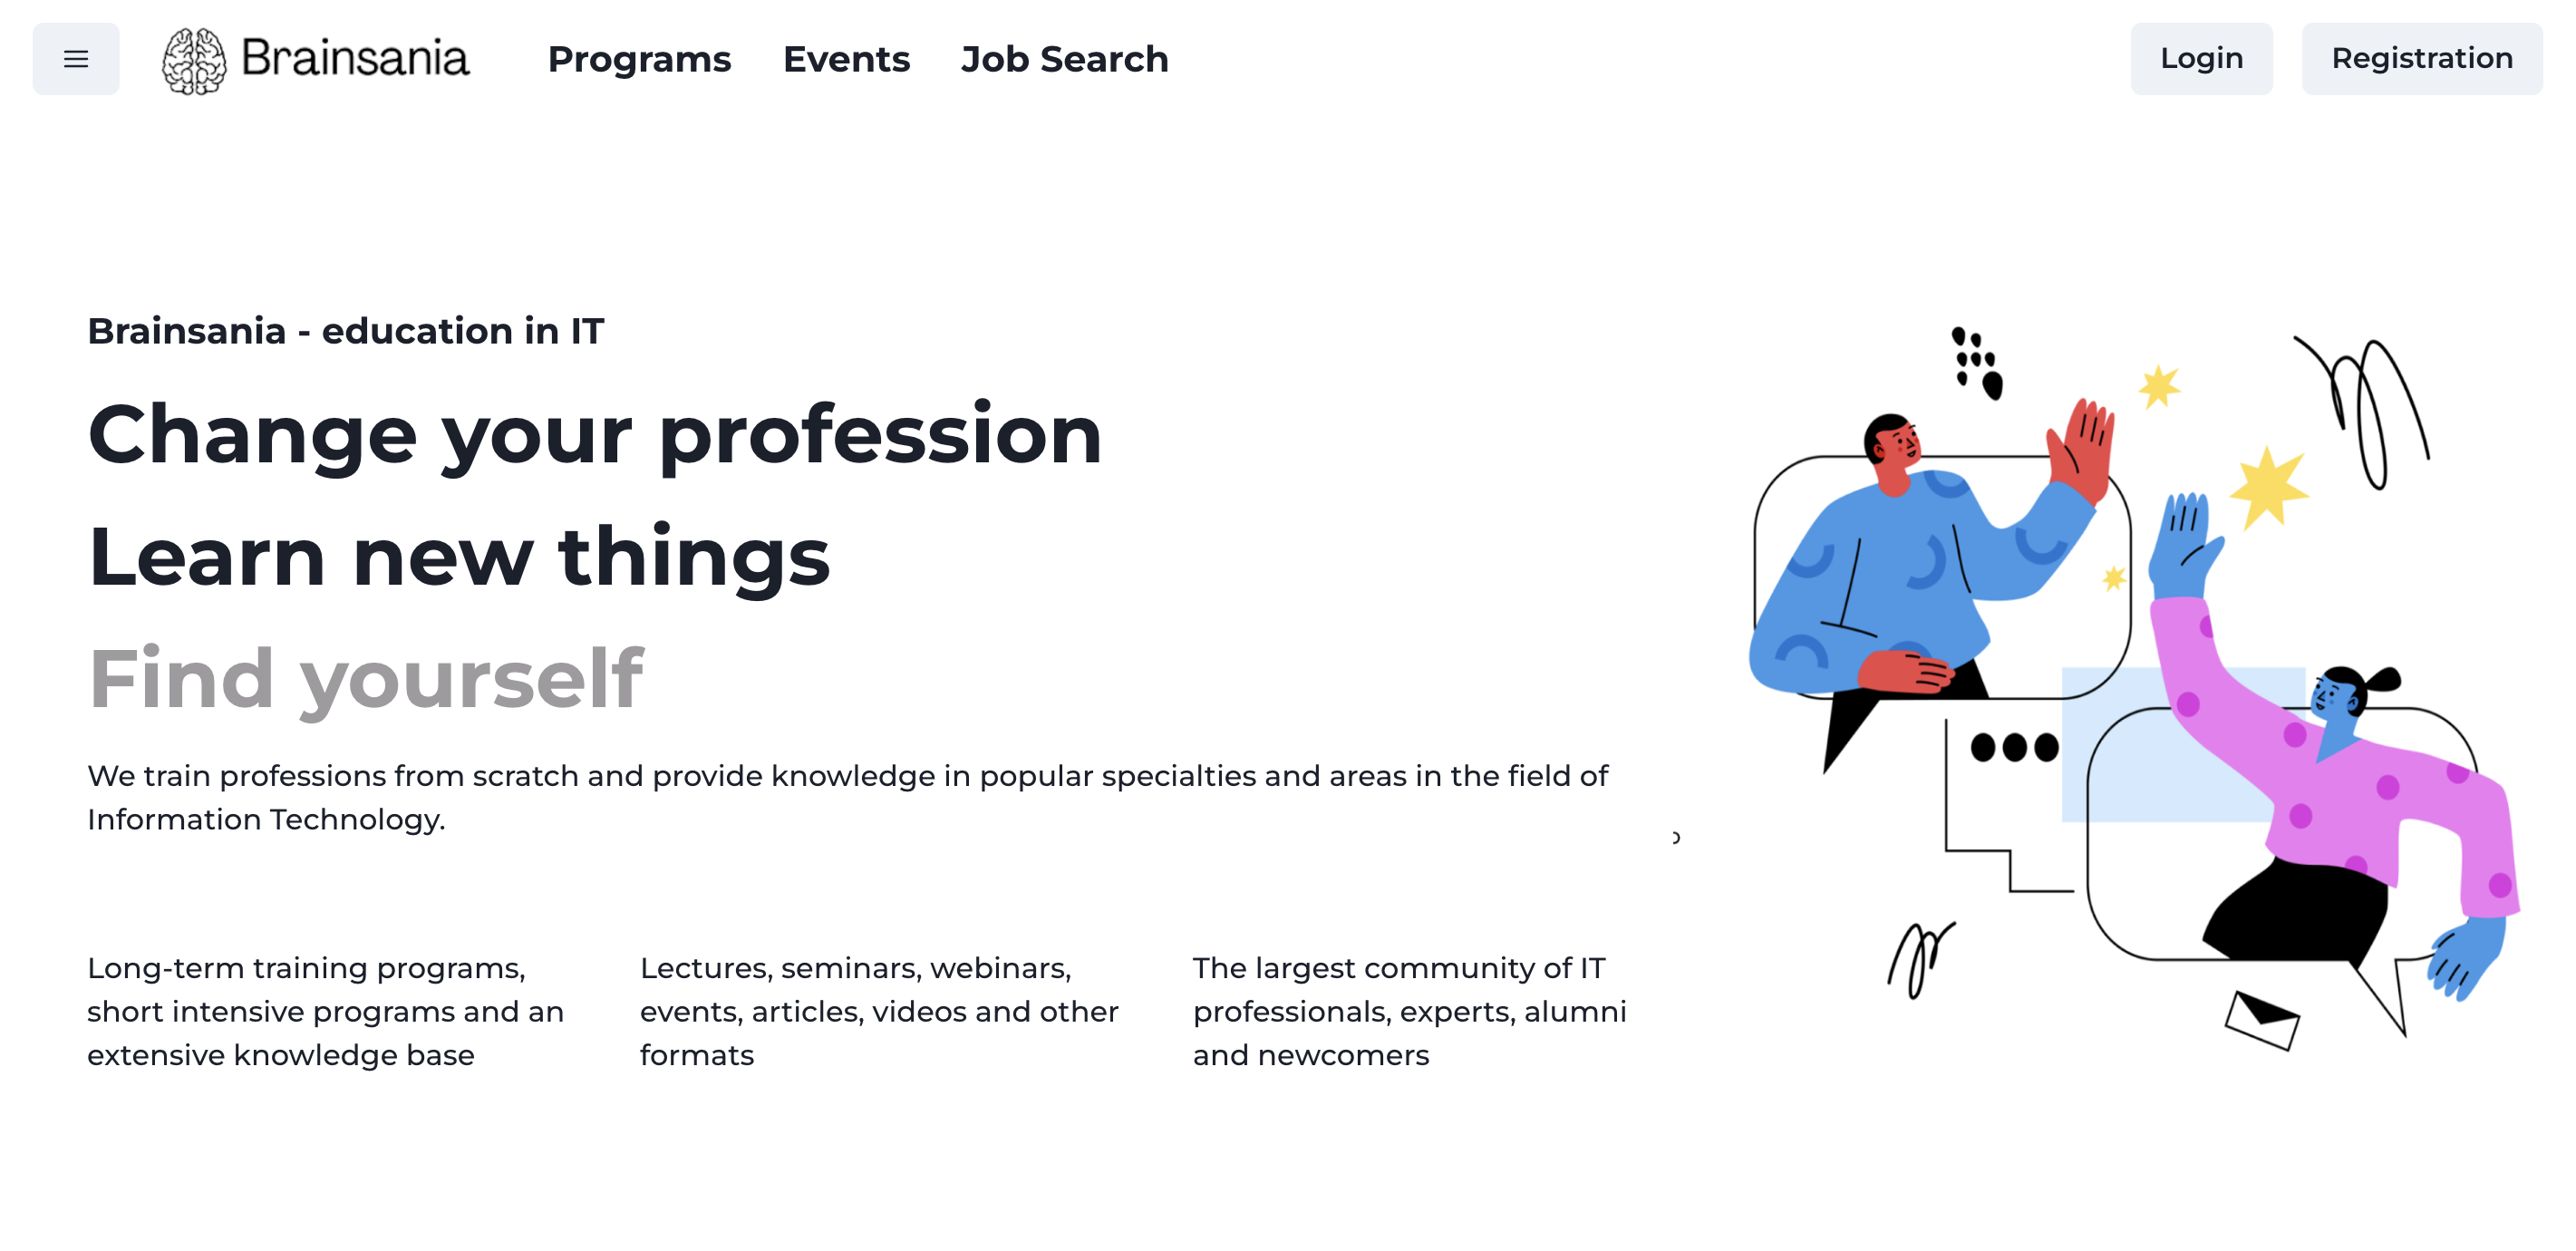 Brainsania Programs Events Job Search Login Registration
Brainsania - education in IT
Change your profession
Learn new things
Find yourself
We train professions from scratch and provide knowledge in popular specialties and areas in the field of
Information Technology.
Long-term training programs,
short intensive programs and an
extensive knowledge base
Lectures, seminars, webinars,
events, articles, videos and other
formats
The largest community of IT
professionals, experts, alumni
and newcomers